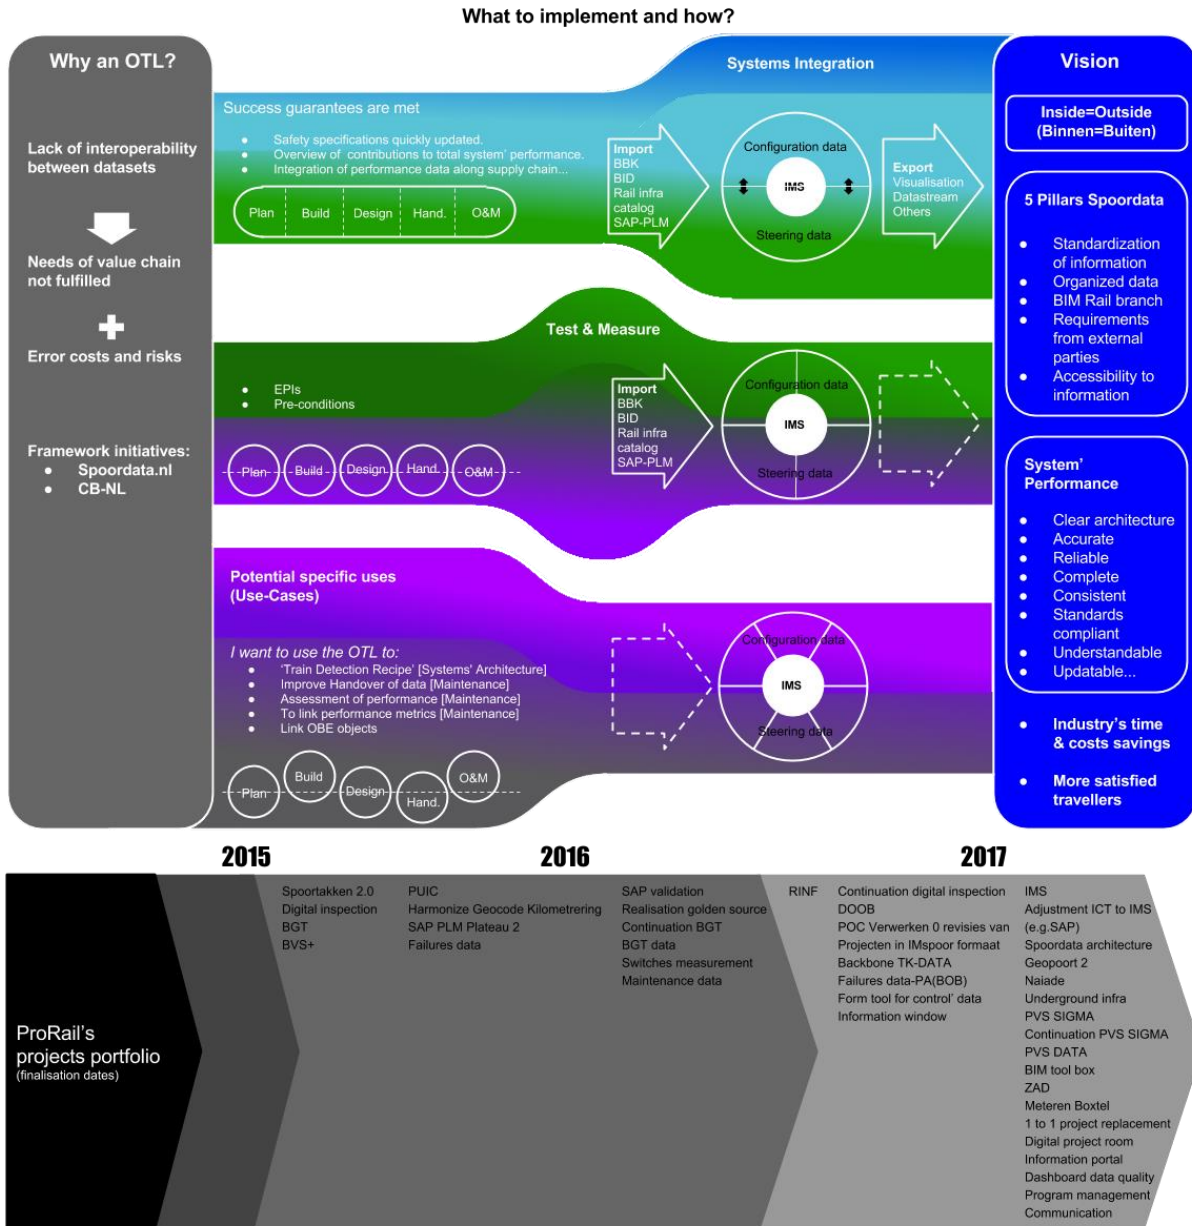 What to implement and how?
Why an OTL?
Lack of interoperability
between datasets
Needs of value chain
not fulfilled
Error costs and risks
Framework initiatives:
● Spoordata.nl
● CB-NL
Systems Integration
Success guarantees are met
● Safety specifications quickly updated.
● Overview of contributions to total system' performance.
● Integration of performance data along supply chain...
Plan
Build
Design
Hand.
O&M
Import
BBK
BID
Rail infra
catalog
SAP-PLM
Configuration data
IMS
Steering data
Export
Visualisation
Datastream
Others
Test & Measure
● EPIs
● Pre-conditions
Plan
Build
Design
Hand.
O&M
Import
BBK
BID
Rail infra
catalog
SAP-PLM
Configuration data
IMS
Steering data
Potential specific uses
(Use-Cases)
I want to use the OTL to:
● 'Train Detection Recipe' [Systems' Architecture]
● Improve Handover of data [Maintenance]
● Assessment of performance [Maintenance]
● To link performance metrics [Maintenance]
● Link OBE objects
Plan
Build
Design
Hand.
O&M
Configuration data
IMS
Steering data
Vision
Inside=Outside
(Binnen=Buiten)
5 Pillars Spoordata
● Standardization
of information
● Organized data
● BIM Rail branch
● Requirements
from external
parties
● Accessibility to
information
System'
Performance
● Clear architecture
● Accurate
● Reliable
● Complete
● Consistent
● Standards
compliant
● Understandable
● Updatable...
● Industry's time
& costs savings
● More satisfied
travellers
2015
2016
2017
ProRail's
projects portfolio
(finalisation dates)
Spoortakken 2.0
Digital inspection
BGT
BVS+
PUIC
Harmonize Geocode Kilometrering
SAP PLM Plateau 2
Failures data
SAP validation
Realisation golden source
Continuation BGT
BGT data
Switches measurement
Maintenance data
RINF
Continuation digital inspection
DOOB
POC Verwerken 0 revisies van
Projecten in IMspoor formaat
Backbone TK-DATA
Failures data-PA(BOB)
Form tool for control' data
Information window
IMS
Adjustment ICT to IMS
(e.g.SAP)
Spoordata architecture
Geopoort 2
Naiade
Underground infra
PVS SIGMA
Continuation PVS SIGMA
PVS DATA
BIM tool box
ZAD
Meteren Boxtel
1 to 1 project replacement
Digital project room
Information portal
Dashboard data quality
Program management
Communication